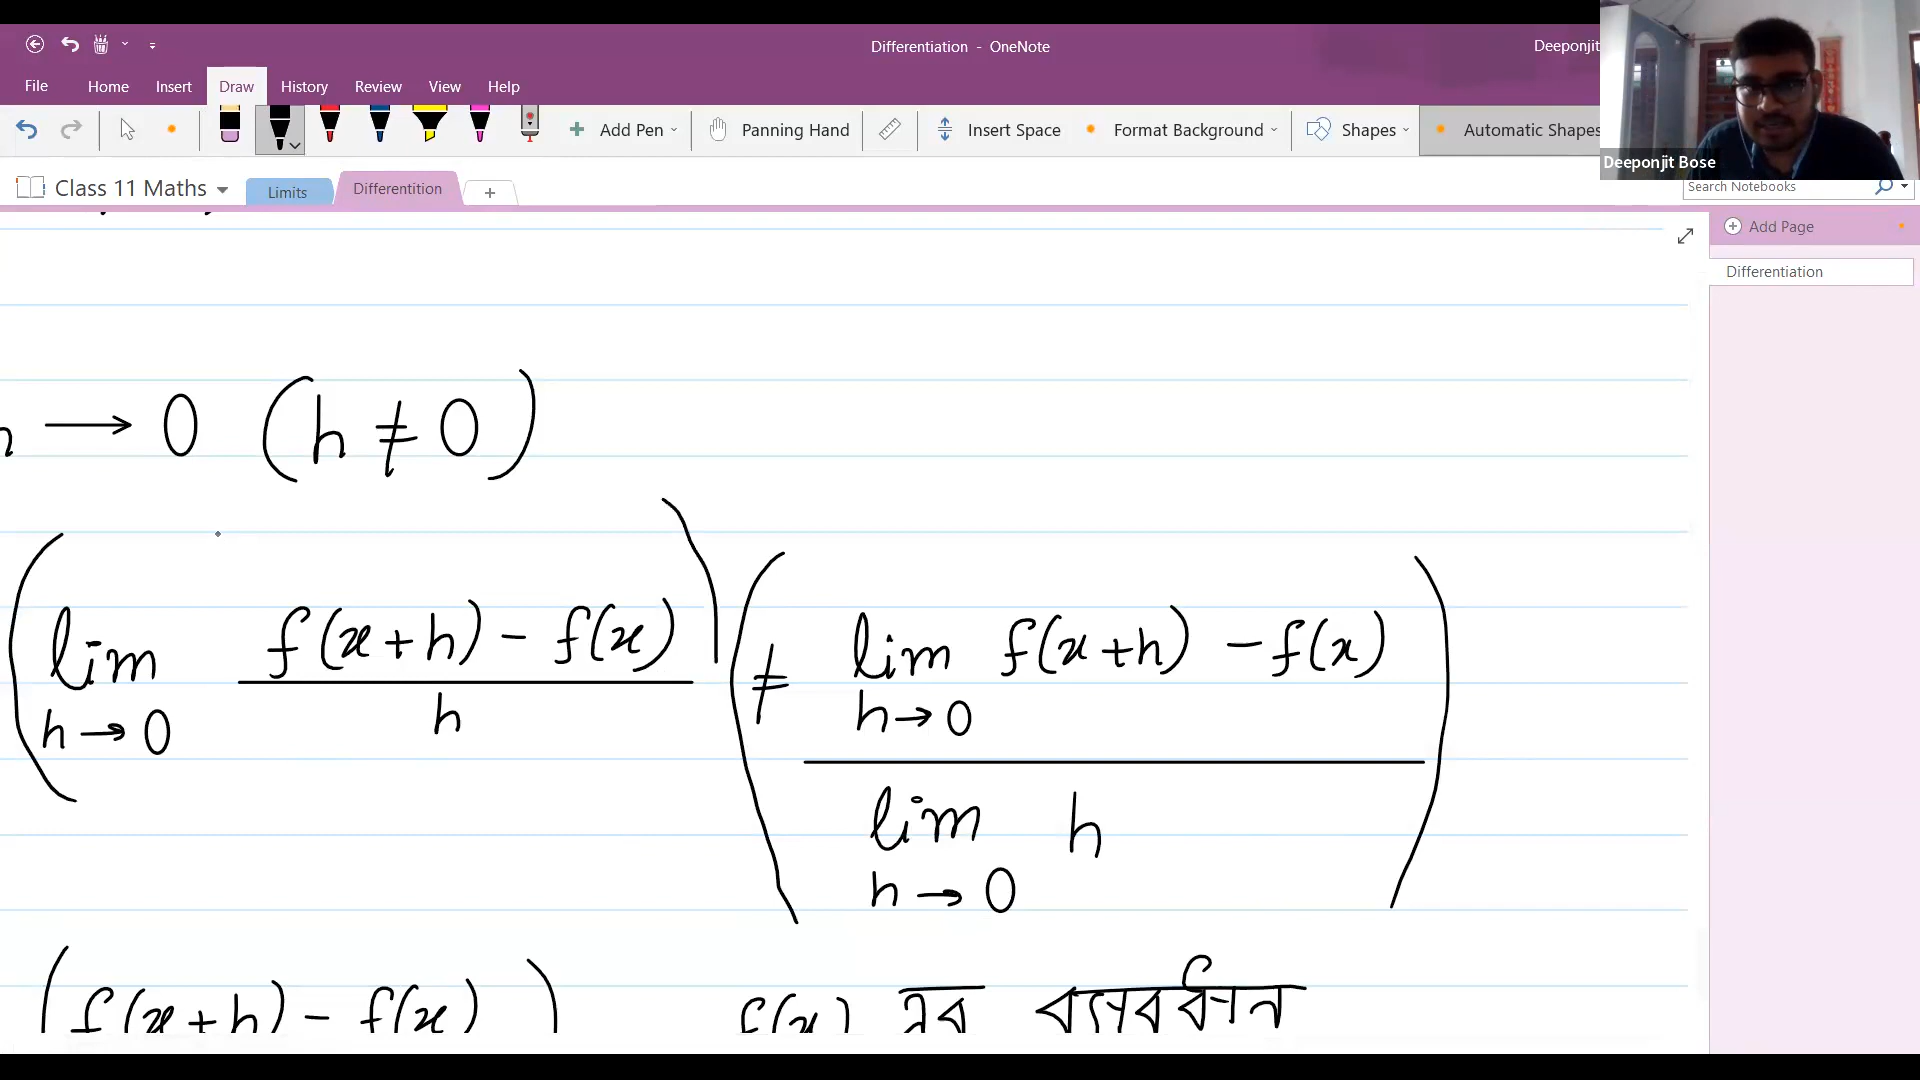 Differentiation - OneNote
Deeponjit
File Home Insert Draw History Review View Help
Add Pen Panning Hand Insert Space Format Background Shapes Automatic Shapes
Deeponjit Bose
Class 11 Maths Limits Differentition +
Search Notebooks
Add Page
Differentiation
h → 0 (h ≠ 0)
( lim h→0 f(x+h) - f(x) / h ) ≠ ( lim h→0 f(x+h) - f(x) / lim h→0 h )
( f(x+h) - f(x) ) f(x) এর